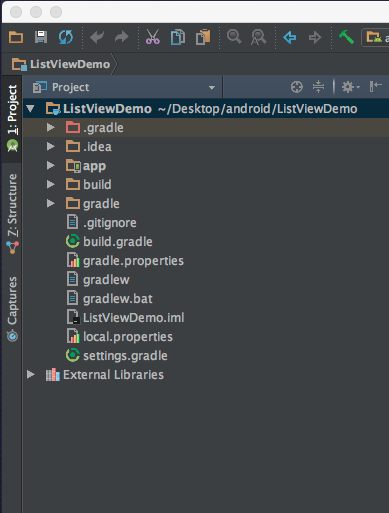 a
ListViewDemo
Project
ListViewDemo ~/Desktop/android/ListViewDemo
.gradle
.idea
app
build
gradle
.gitignore
build.gradle
gradle.properties
gradlew
gradlew.bat
ListViewDemo.iml
local.properties
settings.gradle
External Libraries
1: Project
Z: Structure
Captures